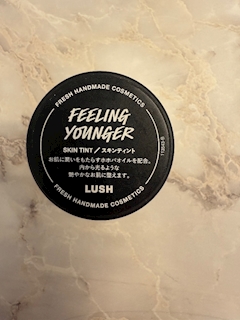 FRESH HANDMADE COSMETICS
FEELING
YOUNGER
SKIN TINT／スキンティント
お肌に潤いをもたらすホホバオイルを配合。
内から光るような
艶やかなお肌に整えます。
LUSH
FRESH HANDMADE COSMETICS